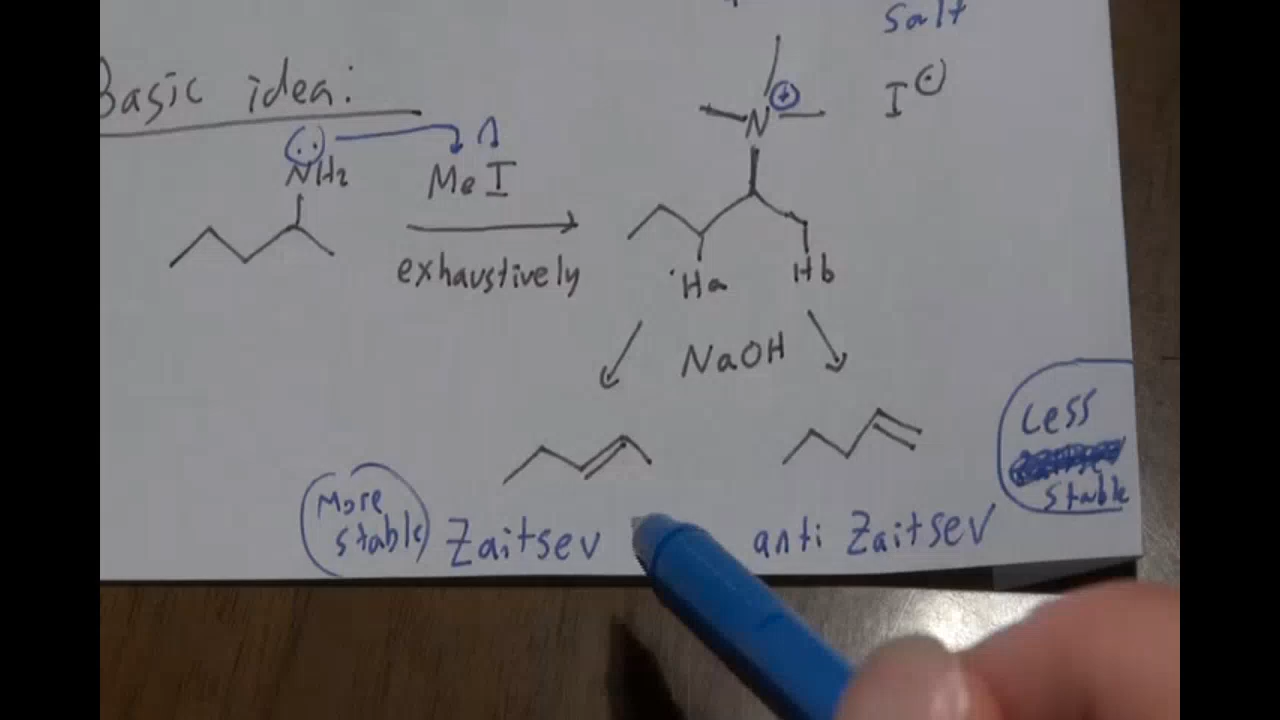 Salt
Basic idea:
N⊕
I⊖
NH2
MeI
exhaustively
Ha
Hb
NaOH
Less
stable
More
stable
Zaitsev
anti Zaitsev